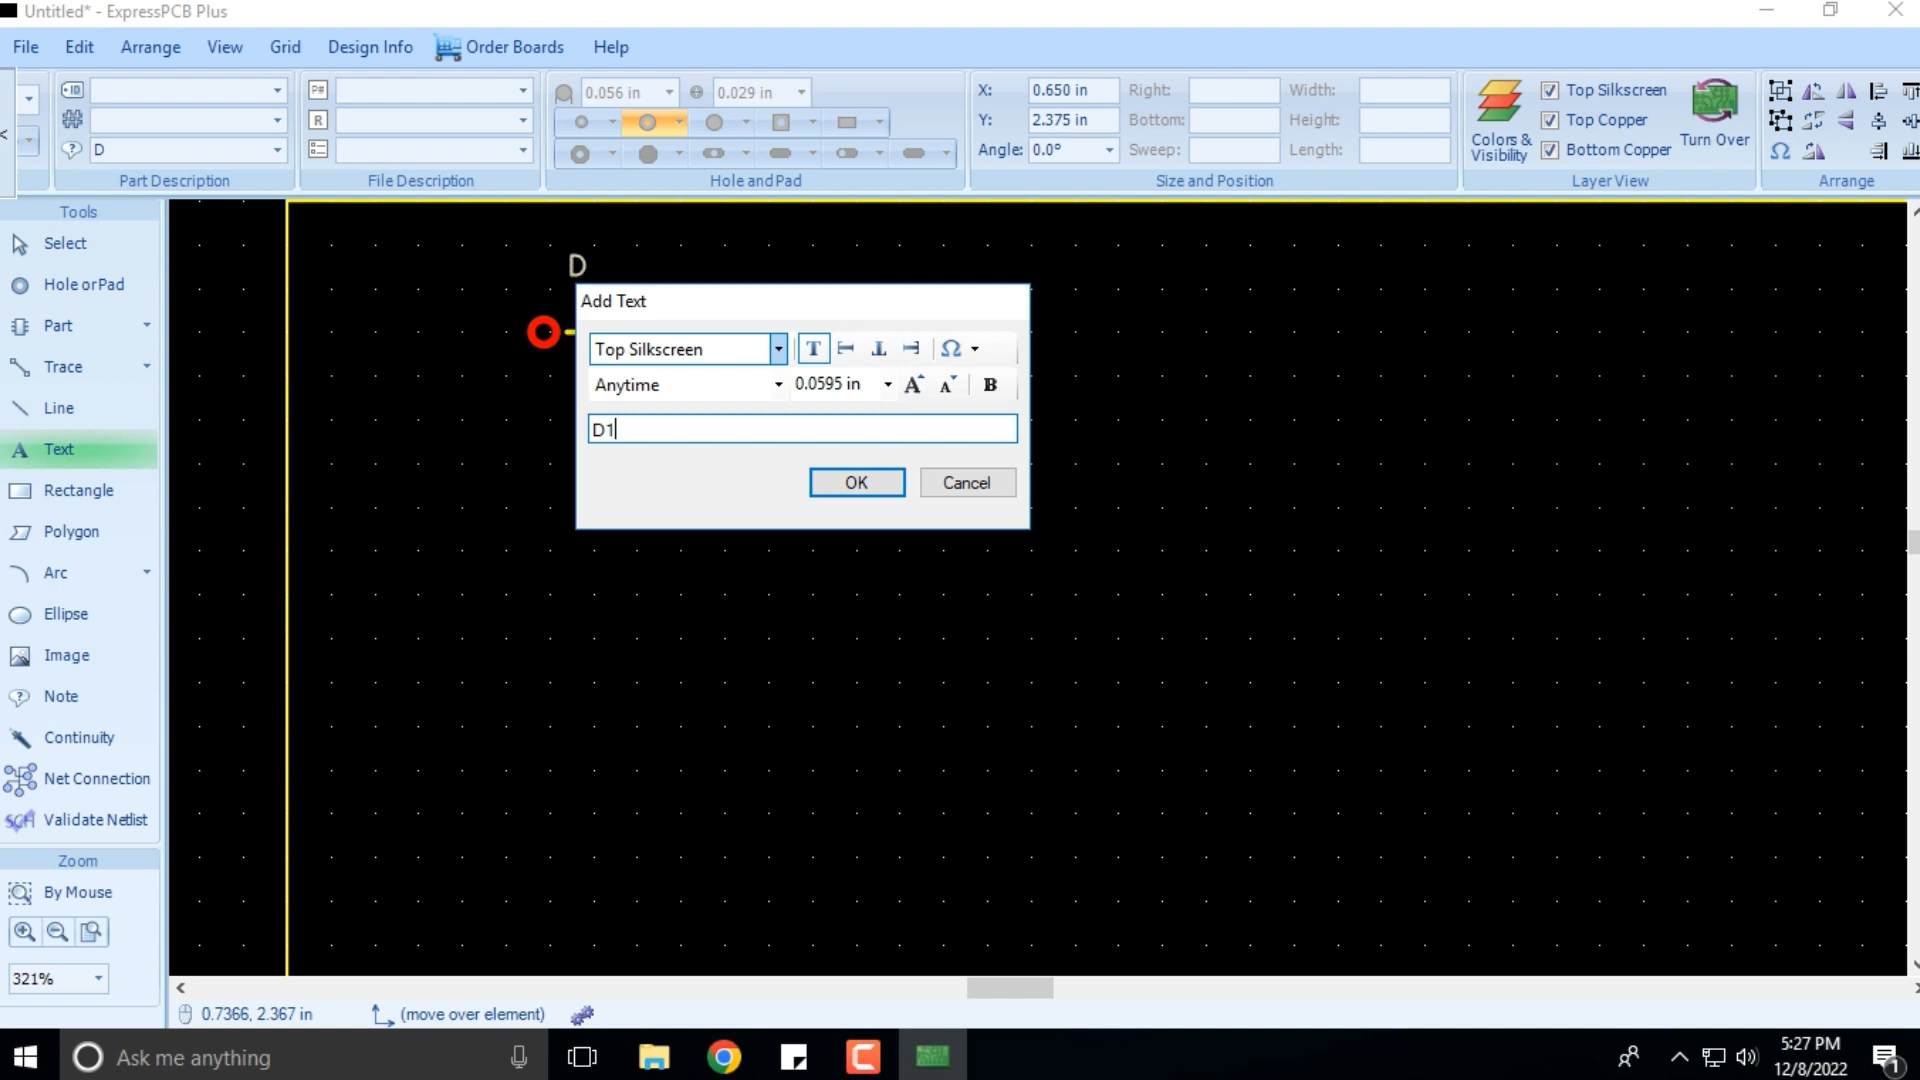 Untitled* - ExpressPCB Plus
File Edit Arrange View Grid Design Info Order Boards Help
ID P# 0.056 in 0.029 in X: 0.650 in Right: Width: Top Silkscreen
R Y: 2.375 in Bottom: Height: Top Copper
D Angle: 0.0° Sweep: Length: Colors & Visibility Bottom Copper Turn Over
Part Description File Description Hole and Pad Size and Position Layer View Arrange
Tools
Select
Hole or Pad
Part
Trace
Line
Text
Rectangle
Polygon
Arc
Ellipse
Image
Note
Continuity
Net Connection
Validate Netlist
Zoom
By Mouse
321%
D
Add Text
Top Silkscreen T Ω
Anytime 0.0595 in A A B
D1
OK Cancel
0.7366, 2.367 in (move over element)
Ask me anything
5:27 PM
12/8/2022
1